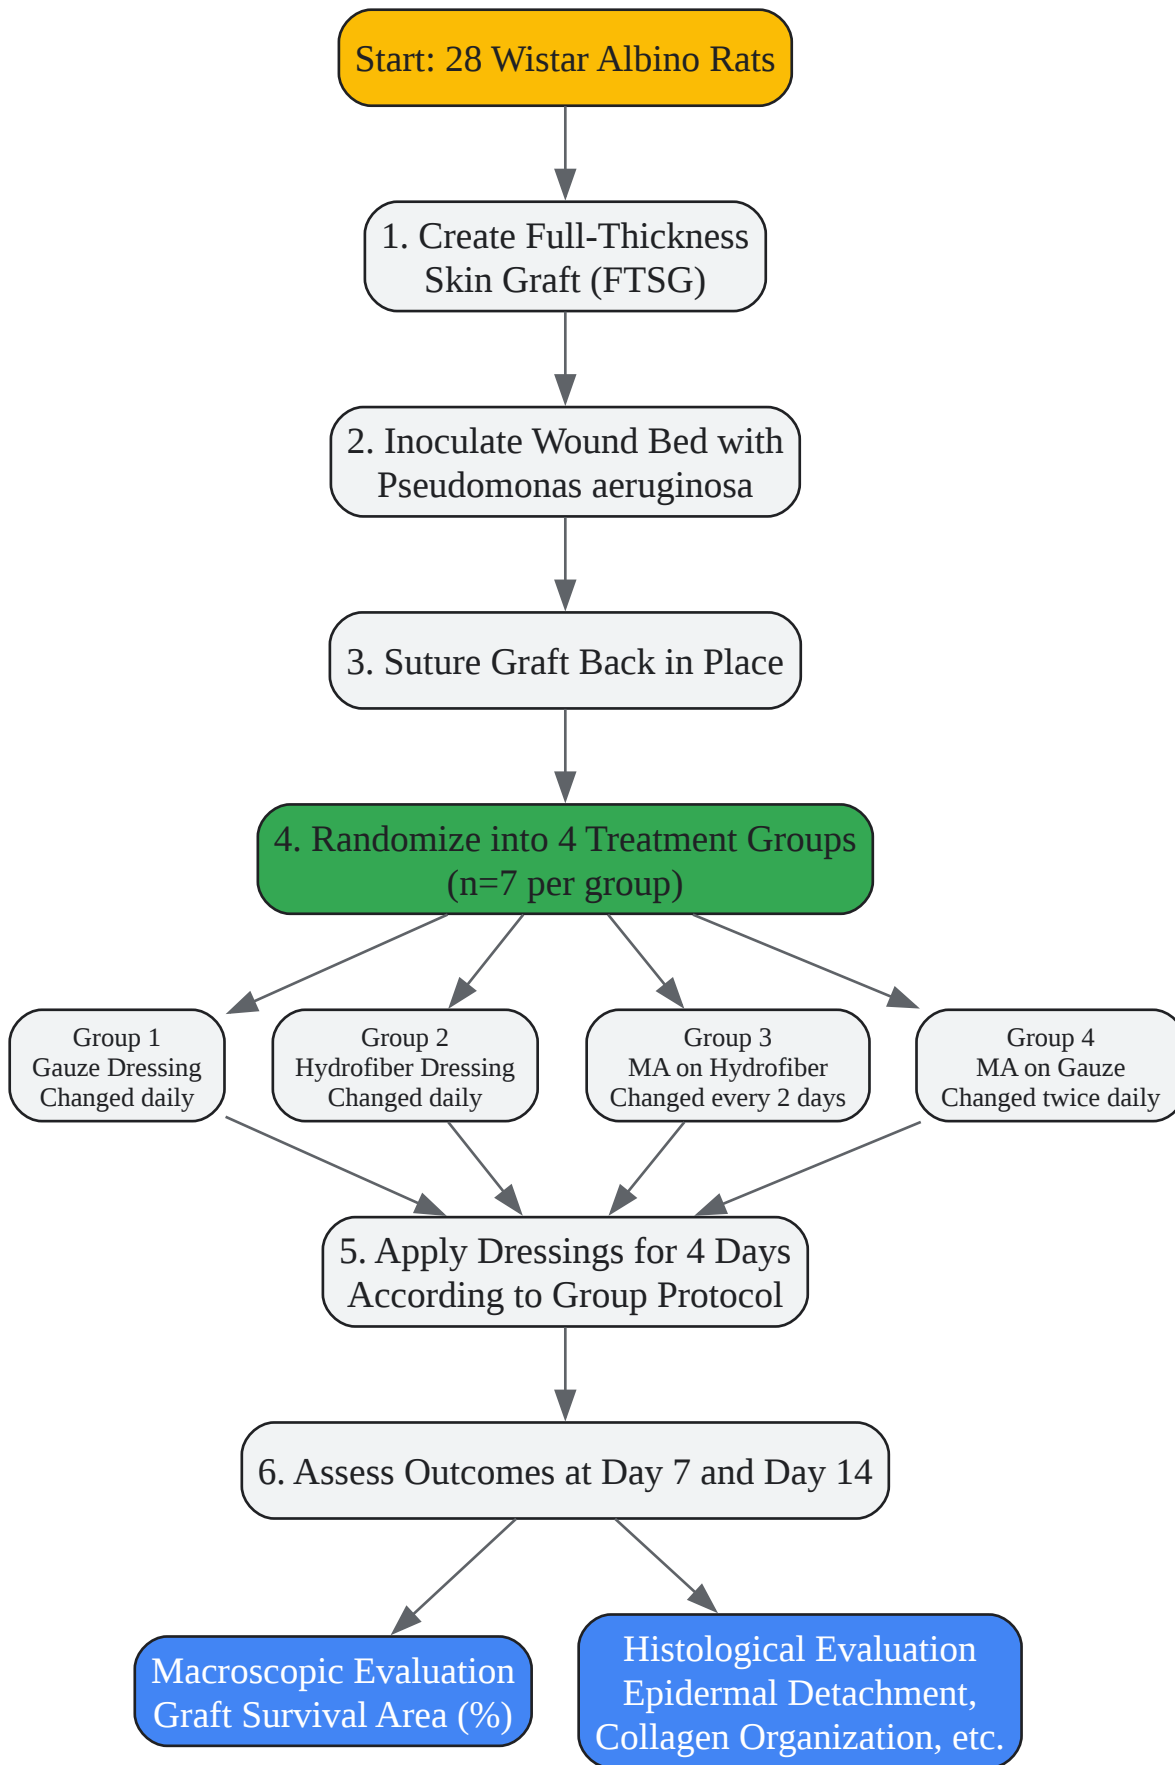 Start: 28 Wistar Albino Rats
1. Create Full-Thickness
Skin Graft (FTSG)
2. Inoculate Wound Bed with
Pseudomonas aeruginosa
3. Suture Graft Back in Place
4. Randomize into 4 Treatment Groups
(n=7 per group)
Group 1
Gauze Dressing
Changed daily
Group 2
Hydrofiber Dressing
Changed daily
Group 3
MA on Hydrofiber
Changed every 2 days
Group 4
MA on Gauze
Changed twice daily
5. Apply Dressings for 4 Days
According to Group Protocol
6. Assess Outcomes at Day 7 and Day 14
Macroscopic Evaluation
Graft Survival Area (%)
Histological Evaluation
Epidermal Detachment,
Collagen Organization, etc.